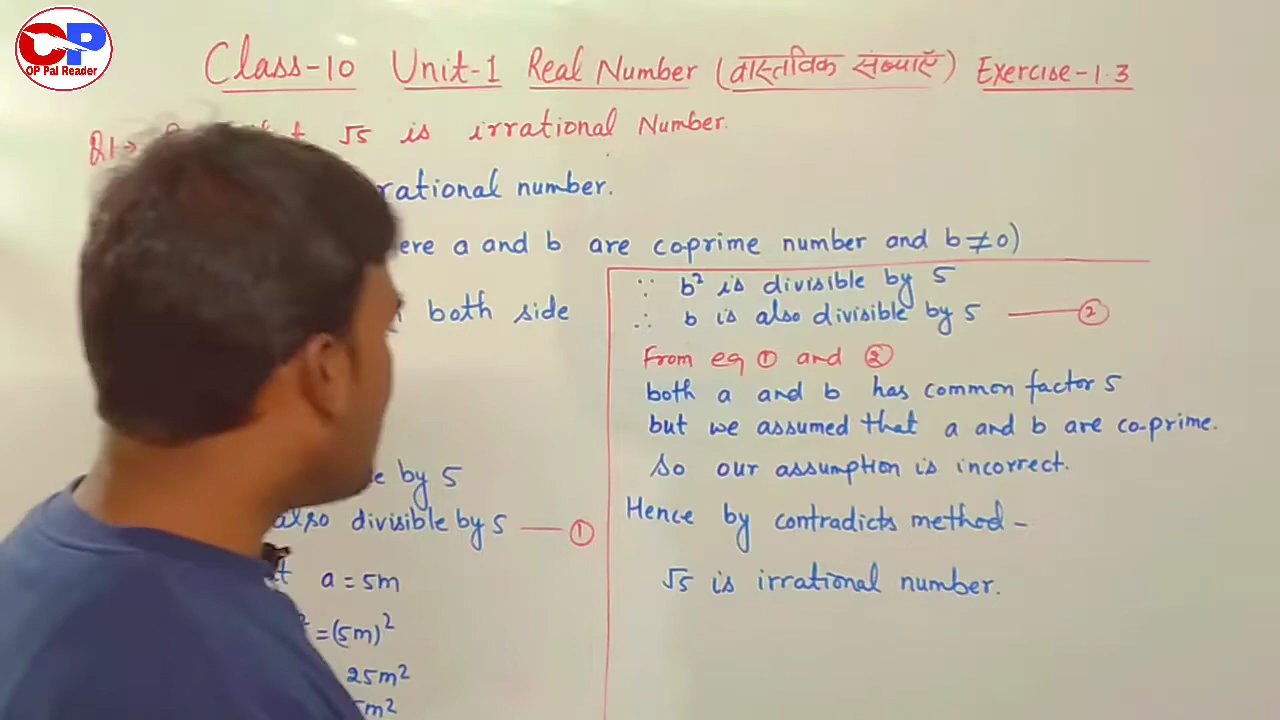 OP
OP Pal Reader
Class-10 Unit-1 Real Number (वास्तविक संख्याएँ) Exercise-1.3
Q1→ √5 is irrational Number.
rational number.
ere a and b are coprime number and b≠0)
both side
e by 5
also divisible by 5 — ①
a = 5m
² = (5m)²
25m²
5m²
∵ b² is divisible by 5
∴ b is also divisible by 5 — ②
From eq ① and ②
both a and b has common factor 5
but we assumed that a and b are co-prime.
So our assumption is incorrect.
Hence by contradicts method –
√5 is irrational number.